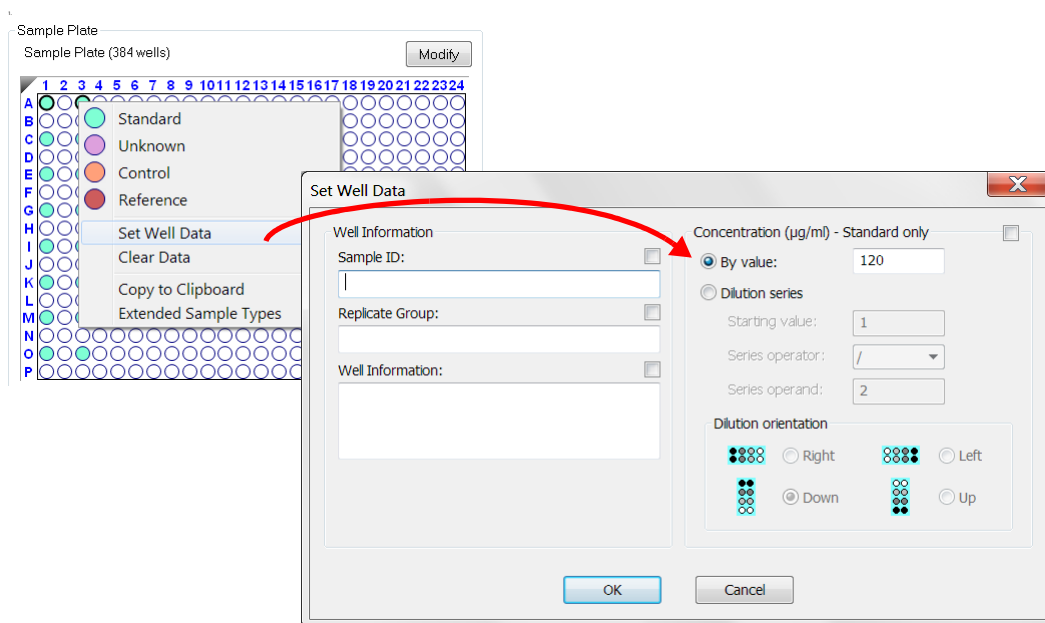 Sample Plate
Sample Plate (384 wells)
Modify
1 2 3 4 5 6 7 8 9 10 11 12 13 14 15 16 17 18 19 20 21 22 23 24
A
B
C
D
E
F
G
H
I
J
K
L
M
N
O
P
Standard
Unknown
Control
Reference
Set Well Data
Clear Data
Copy to Clipboard
Extended Sample Types
Set Well Data
X
Well Information
Sample ID:
Replicate Group:
Well Information:
Concentration (µg/ml) - Standard only
By value: 120
Dilution series
Starting value: 1
Series operator: /
Series operand: 2
Dilution orientation
Right Left
Down Up
OK Cancel